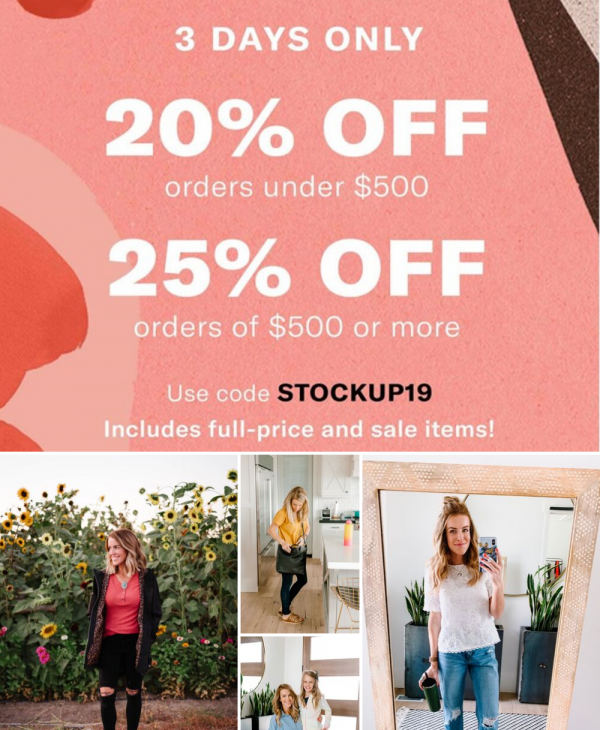 3 DAYS ONLY
20% OFF
orders under $500
25% OFF
orders of $500 or more
Use code STOCKUP19
Includes full-price and sale items!